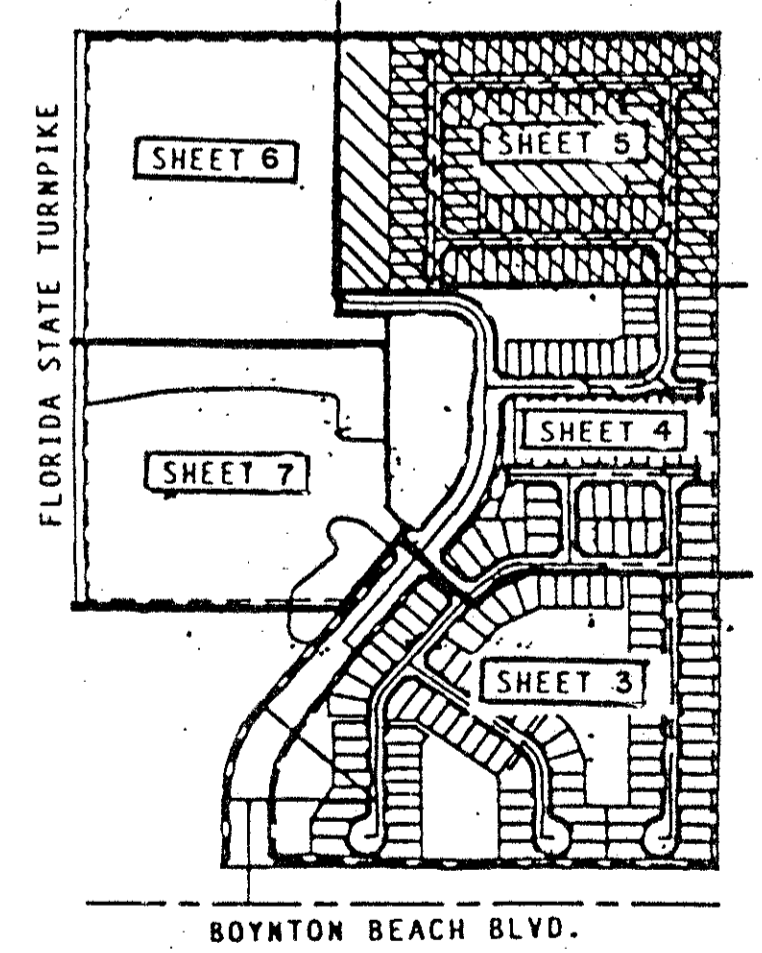 SHEET 6
SHEET 5
FLORIDA STATE TURNPIKE
SHEET 4
SHEET 7
SHEET 3
BOYNTON BEACH BLVD.